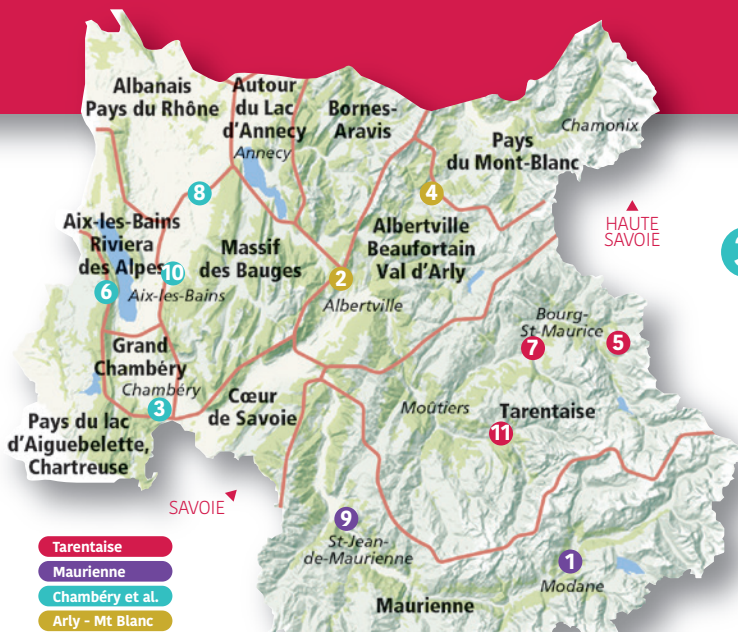 Albanais
Pays du Rhône
Autour
du Lac
d'Annecy
Annecy
Bornes-
Aravis
Chamonix
Pays
du Mont-Blanc
8
4
HAUTE
SAVOIE
Aix-les-Bains
Riviera
des Alpes
Massif
des Bauges
Albertville
Beaufortain
Val d'Arly
10
2
6
Aix-les-Bains
Albertville
Bourg-
St-Maurice
7
5
Grand
Chambéry
Chambéry
3
Cœur
de Savoie
Moûtiers
Tarentaise
11
Pays du lac
d'Aiguebelette,
Chartreuse
SAVOIE
9
St-Jean-
de-Maurienne
1
Modane
Maurienne
Tarentaise
Maurienne
Chambéry et al.
Arly - Mt Blanc